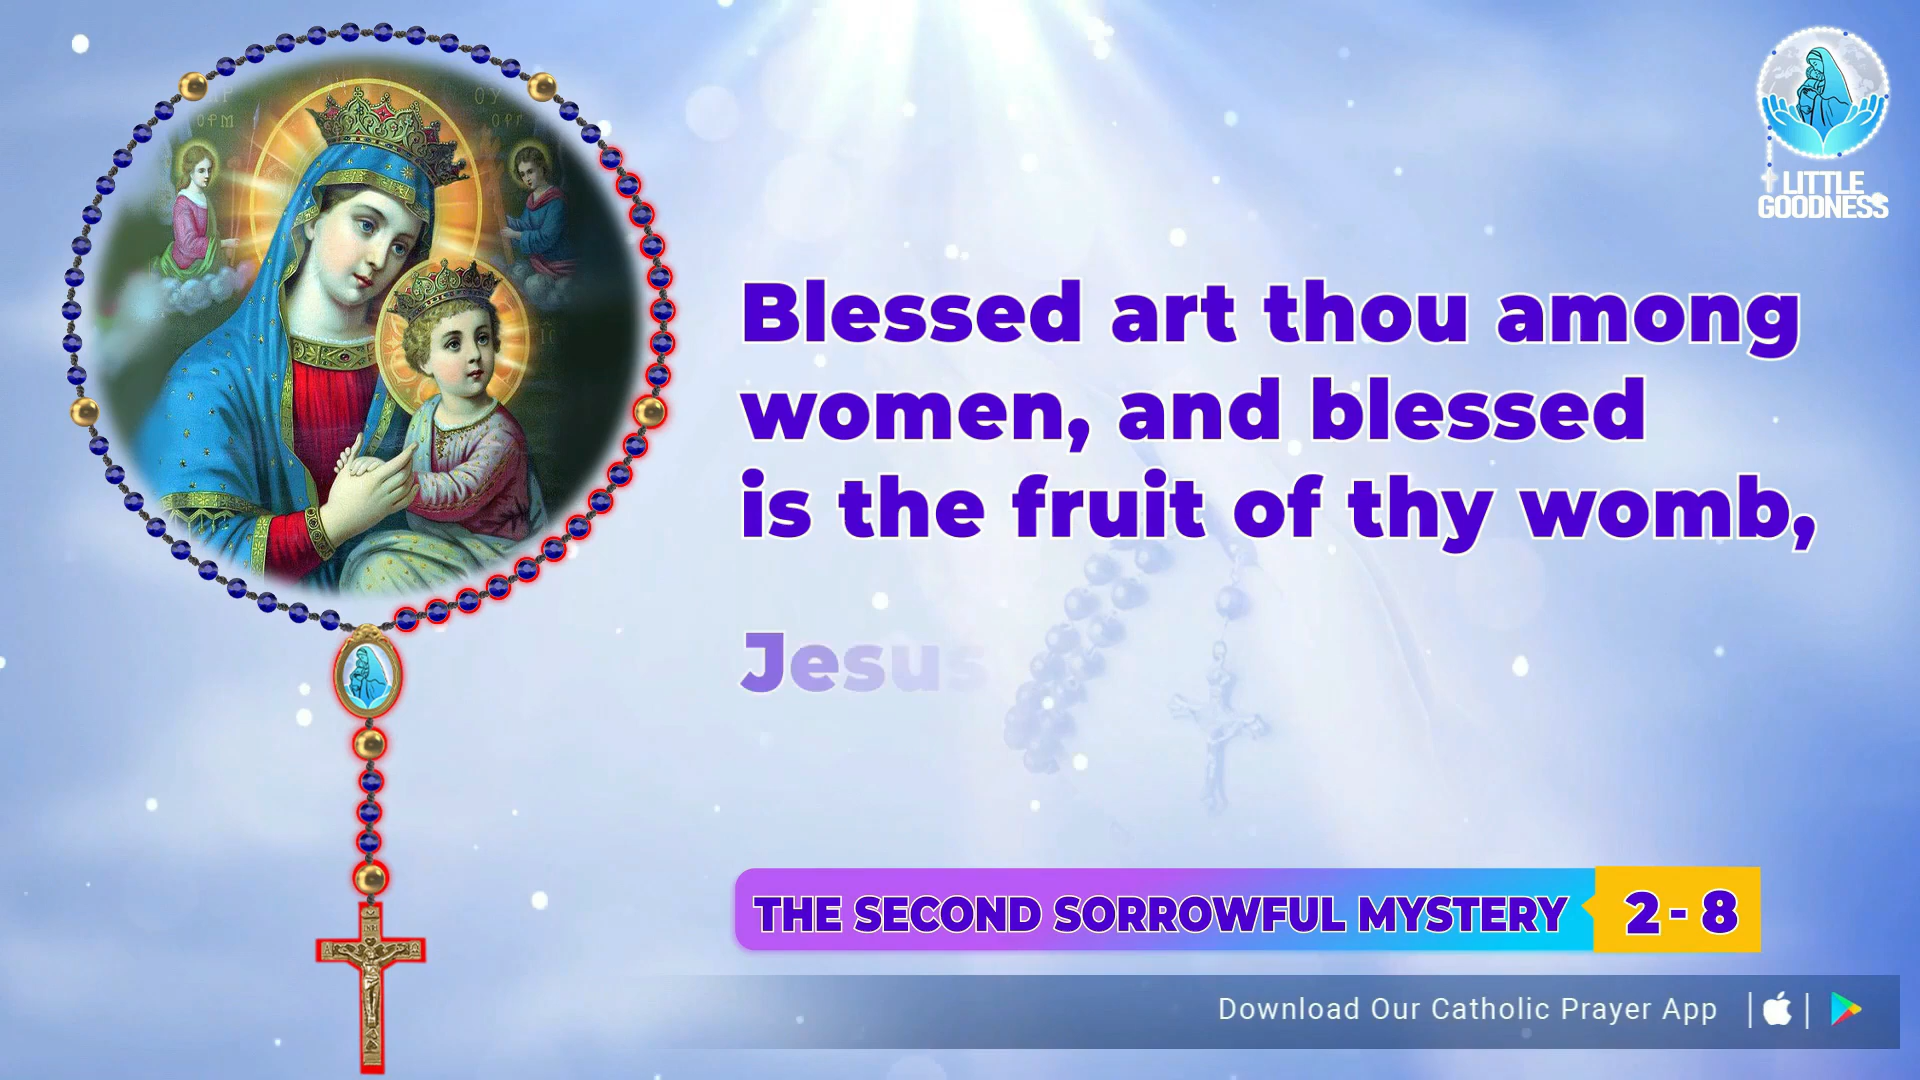 LITTLE
GOODNESS
Blessed art thou among
women, and blessed
is the fruit of thy womb,
Jesus
THE SECOND SORROWFUL MYSTERY 2 - 8
Download Our Catholic Prayer App